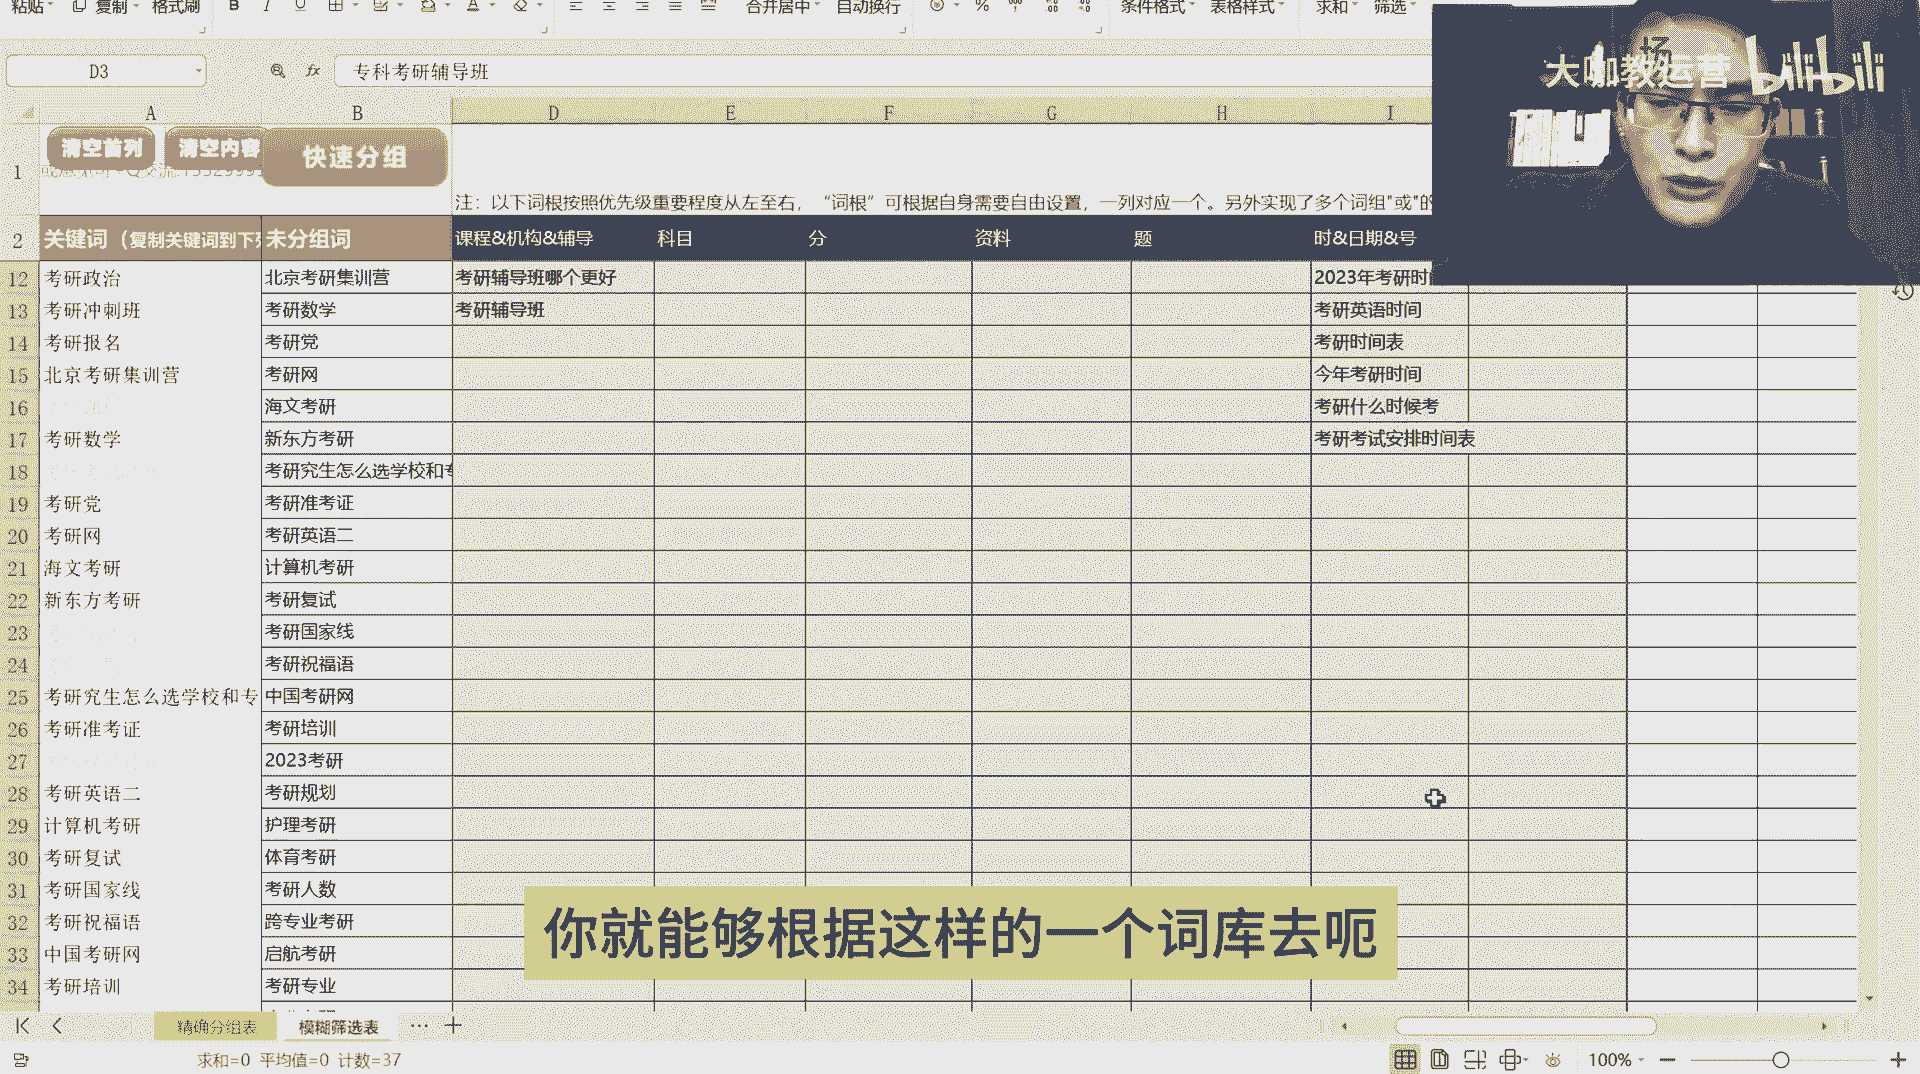 粘贴 复制 格式刷 B I U A 合并居中 自动换行 % 条件格式 表格样式 求和 筛选
大咖教运营 bilibili
D3 fx 专科考研辅导班
A B D E F G H I
清空首列 清空内容 快速分组
1 注：以下词根按照优先级重要程度从左至右，“词根”可根据自身需要自由设置，一列对应一个。另外实现了多个词组"或"的
2 关键词（复制关键词到下列 未分组词 课程&机构&辅导 科目 分 资料 题 时&日期&号
12 考研政治 北京考研集训营 考研辅导班哪个更好 2023年考研时间
13 考研冲刺班 考研数学 考研辅导班 考研英语时间
14 考研报名 考研党 考研时间表
15 北京考研集训营 考研网 今年考研时间
16 海文考研 考研什么时候考
17 考研数学 新东方考研 考研考试安排时间表
18 考研究生怎么选学校和专
19 考研党 考研准考证
20 考研网 考研英语二
21 海文考研 计算机考研
22 新东方考研 考研复试
23 考研国家线
24 考研祝福语
25 考研究生怎么选学校和专 中国考研网
26 考研准考证 考研培训
27 2023考研
28 考研英语二 考研规划
29 计算机考研 护理考研
30 考研复试 体育考研
31 考研国家线 考研人数
32 考研祝福语 跨专业考研
33 中国考研网 启航考研
34 考研培训 考研专业
你就能够根据这样的一个词库去呃
精确分组表 模糊筛选表 ··· +
求和=0 平均值=0 计数=37 100%